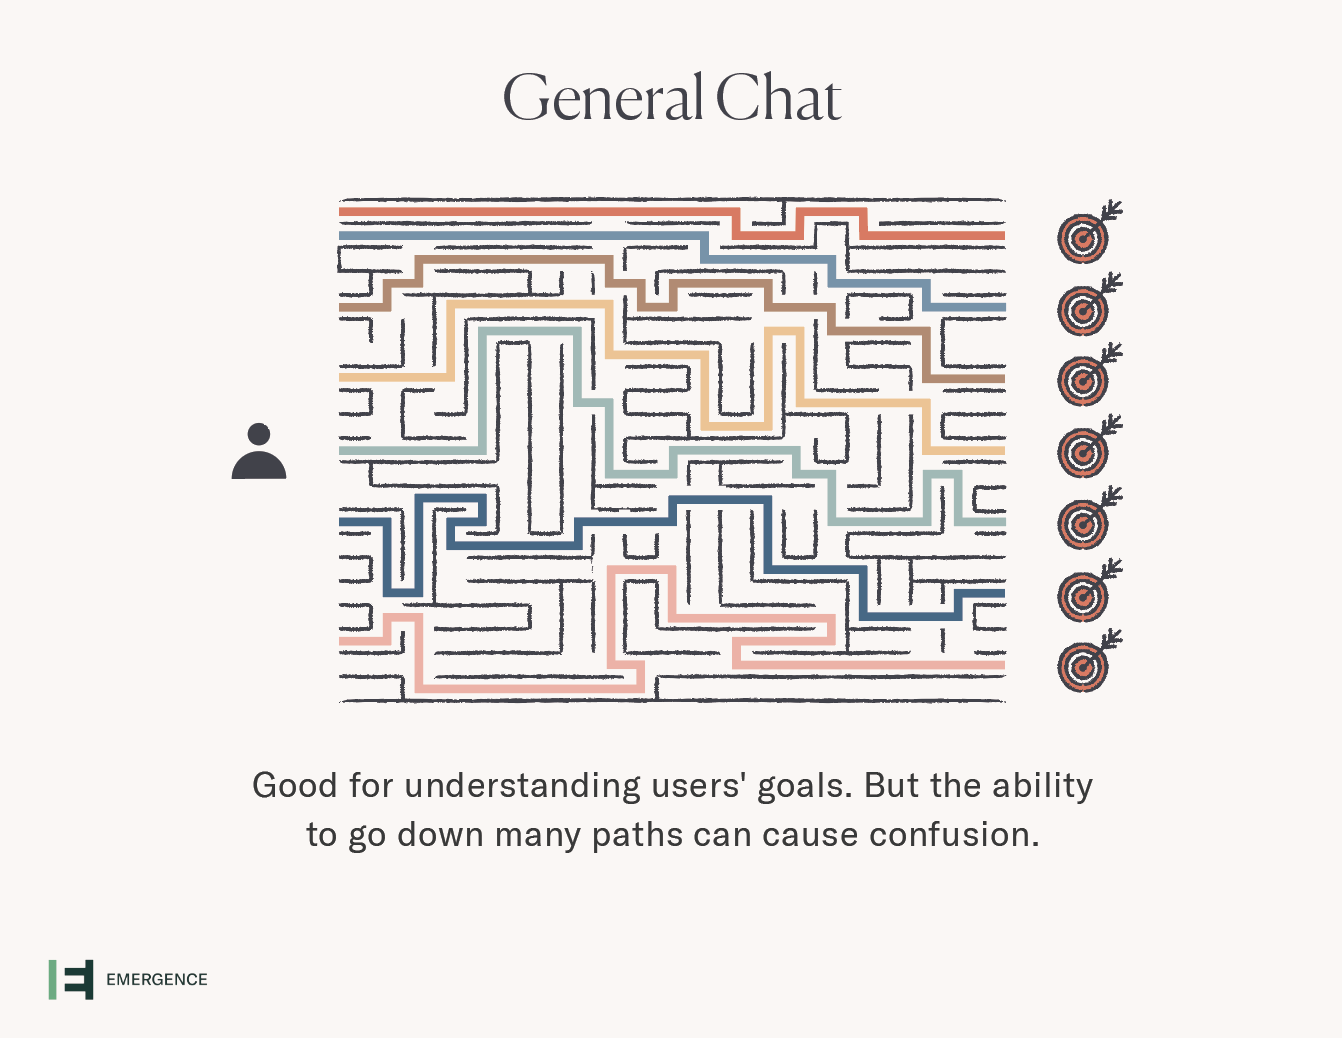 General Chat
Good for understanding users' goals. But the ability
to go down many paths can cause confusion.
EMERGENCE